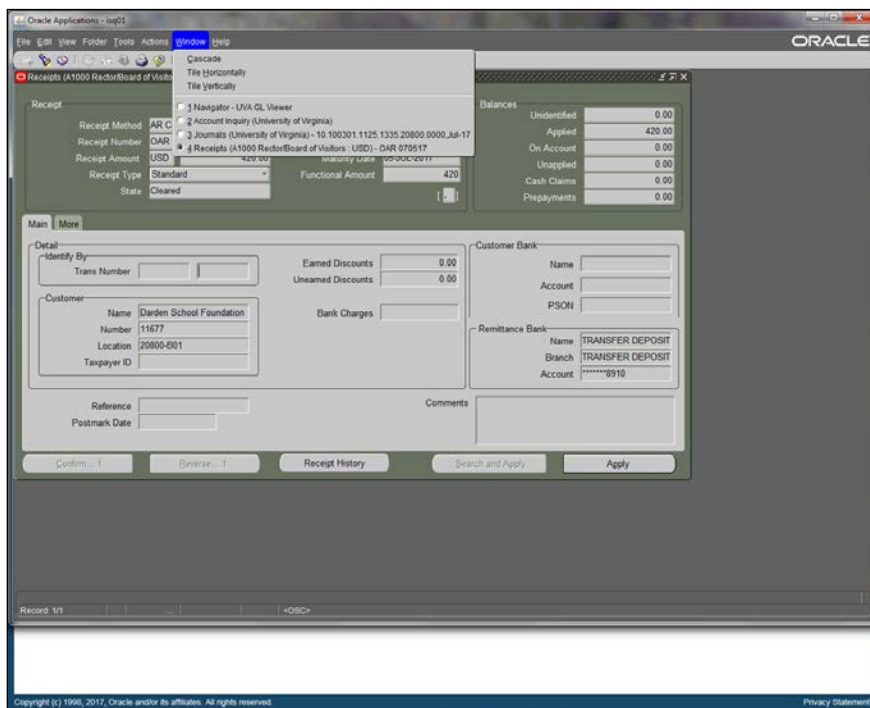 Oracle Applications - isq01
File Edit View Folder Tools Actions Window Help
ORACLE
Cascade
Tile Horizontally
Tile Vertically
1 Navigator - UVA GL Viewer
2 Account Inquiry (University of Virginia)
3 Journals (University of Virginia) - 10.100301.1125.1335.20800.0000,Jul-17
4 Receipts (A1000 Rector/Board of Visitors : USD) - OAR 070517
Receipts (A1000 Rector/Board of Visito
Receipt
Receipt Method AR C
Receipt Number OAR
Receipt Amount USD 420.00
Maturity Date 05-JUL-2017
Receipt Type Standard
Functional Amount 420
State Cleared
[ . ]
Balances
Unidentified 0.00
Applied 420.00
On Account 0.00
Unapplied 0.00
Cash Claims 0.00
Prepayments 0.00
Main More
Detail
Identify By
Trans Number
Earned Discounts 0.00
Unearned Discounts 0.00
Customer
Name Darden School Foundation
Number 11677
Location 20800-B01
Taxpayer ID
Bank Charges
Customer Bank
Name
Account
PSON
Remittance Bank
Name TRANSFER DEPOSIT
Branch TRANSFER DEPOSIT
Account *******8910
Reference
Postmark Date
Comments
Confirm... 1 Reverse... 1 Receipt History Search and Apply Apply
Record: 1/1 ... <OSC>
Copyright (c) 1998, 2017, Oracle and/or its affiliates. All rights reserved.
Privacy Statement